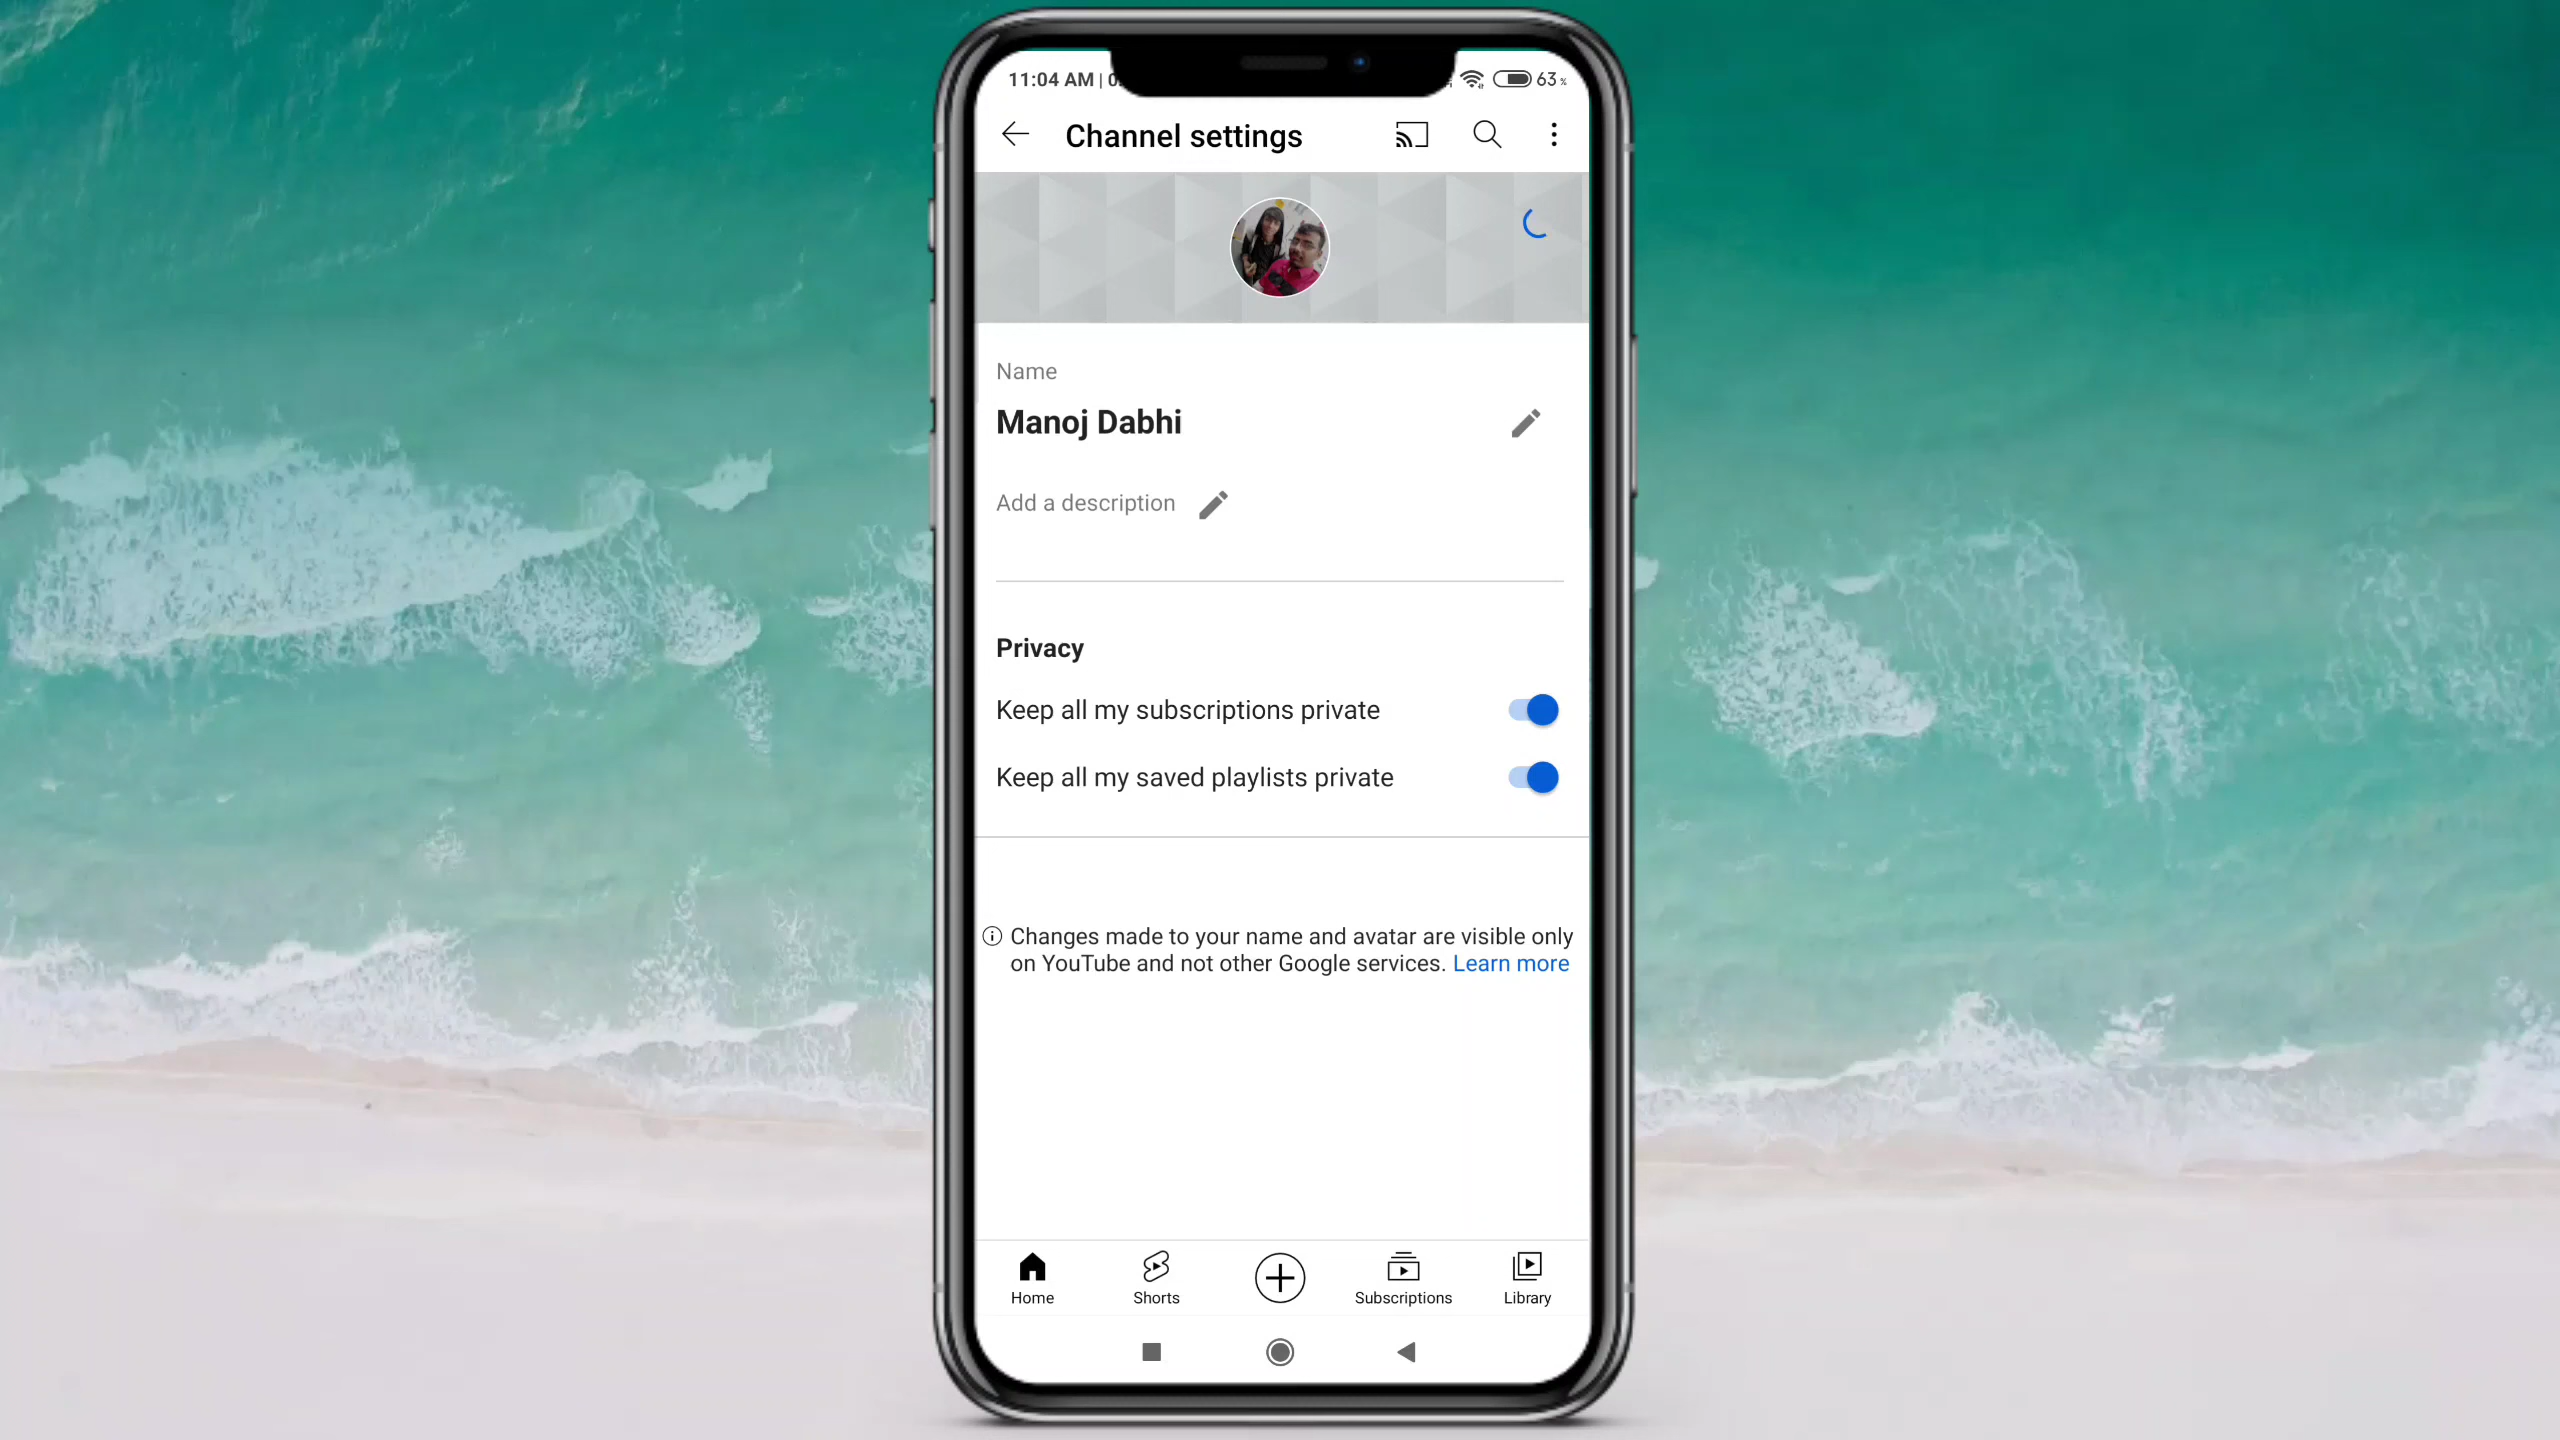 11:04 AM | 0
63%
Channel settings
Name
Manoj Dabhi
Add a description
Privacy
Keep all my subscriptions private
Keep all my saved playlists private
Changes made to your name and avatar are visible only
on YouTube and not other Google services. Learn more
Home
Shorts
Subscriptions
Library